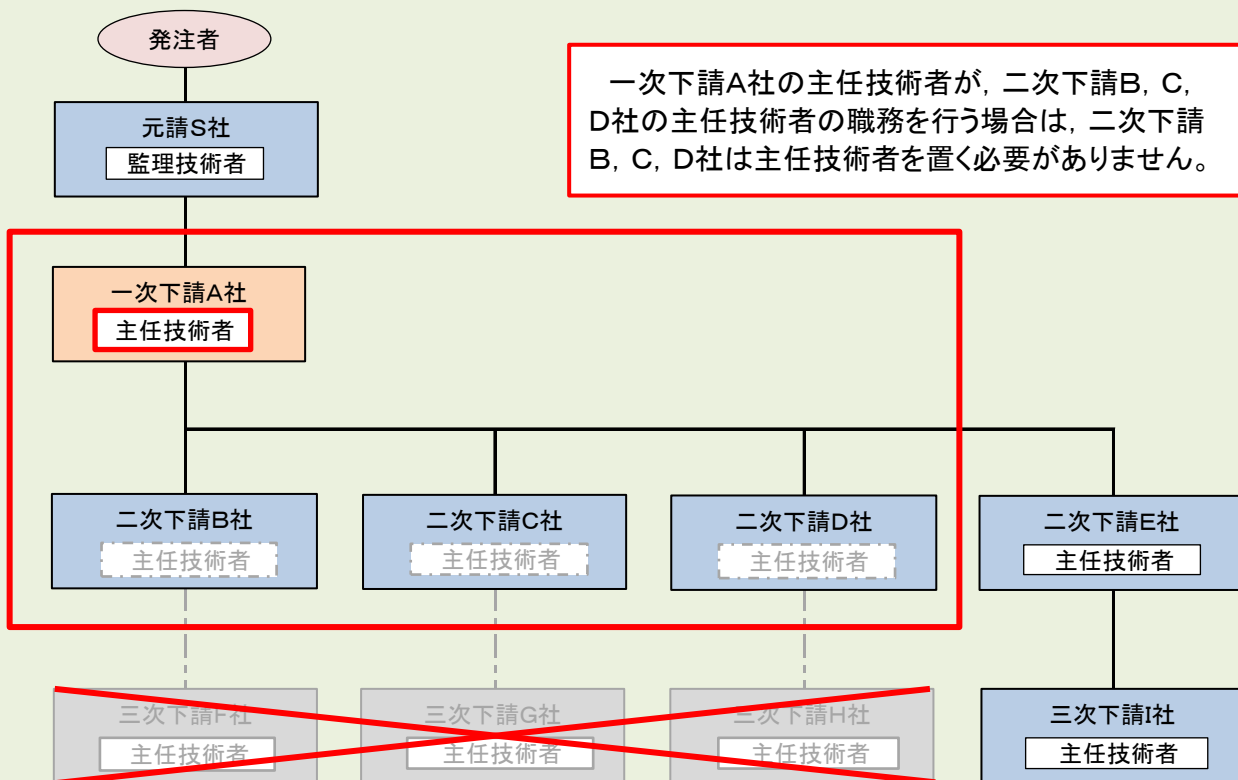 発注者
元請S社
監理技術者
一次下請A社の主任技術者が, 二次下請B, C,
D社の主任技術者の職務を行う場合は, 二次下請
B, C, D社は主任技術者を置く必要がありません。
一次下請A社
主任技術者
二次下請B社
主任技術者
二次下請C社
主任技術者
二次下請D社
主任技術者
二次下請E社
主任技術者
三次下請F社
主任技術者
三次下請G社
主任技術者
三次下請H社
主任技術者
三次下請I社
主任技術者